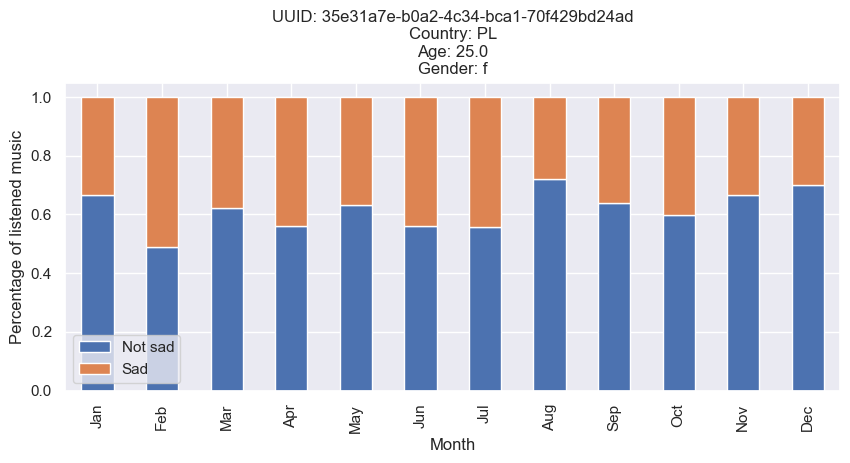 UUID: 35e31a7e-b0a2-4c34-bca1-70f429bd24ad
Country: PL
Age: 25.0
Gender: f
Percentage of listened music
1.0
0.8
0.6
0.4
0.2
0.0
Not sad
Sad
Jan
Feb
Mar
Apr
May
Jun
Jul
Aug
Sep
Oct
Nov
Dec
Month